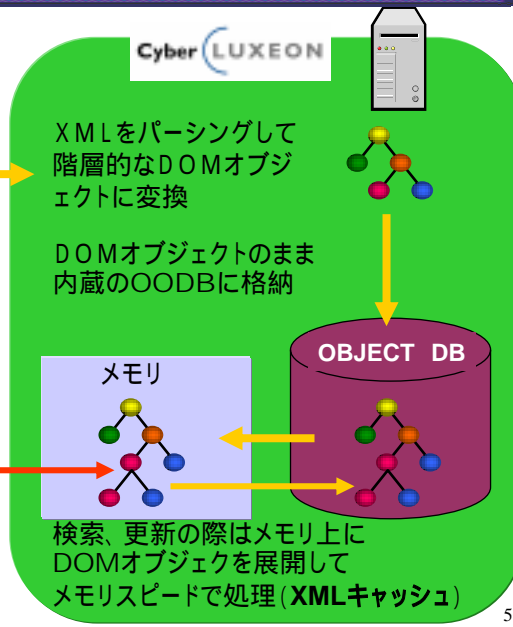 Cyber LUXEON
XMLをパーシングして
階層的なDOMオブジ
ェクトに変換
DOMオブジェクトのまま
内蔵のOODBに格納
OBJECT DB
メモリ
検索、更新の際はメモリ上に
DOMオブジェクを展開して
メモリスピードで処理(XMLキャッシュ)
5